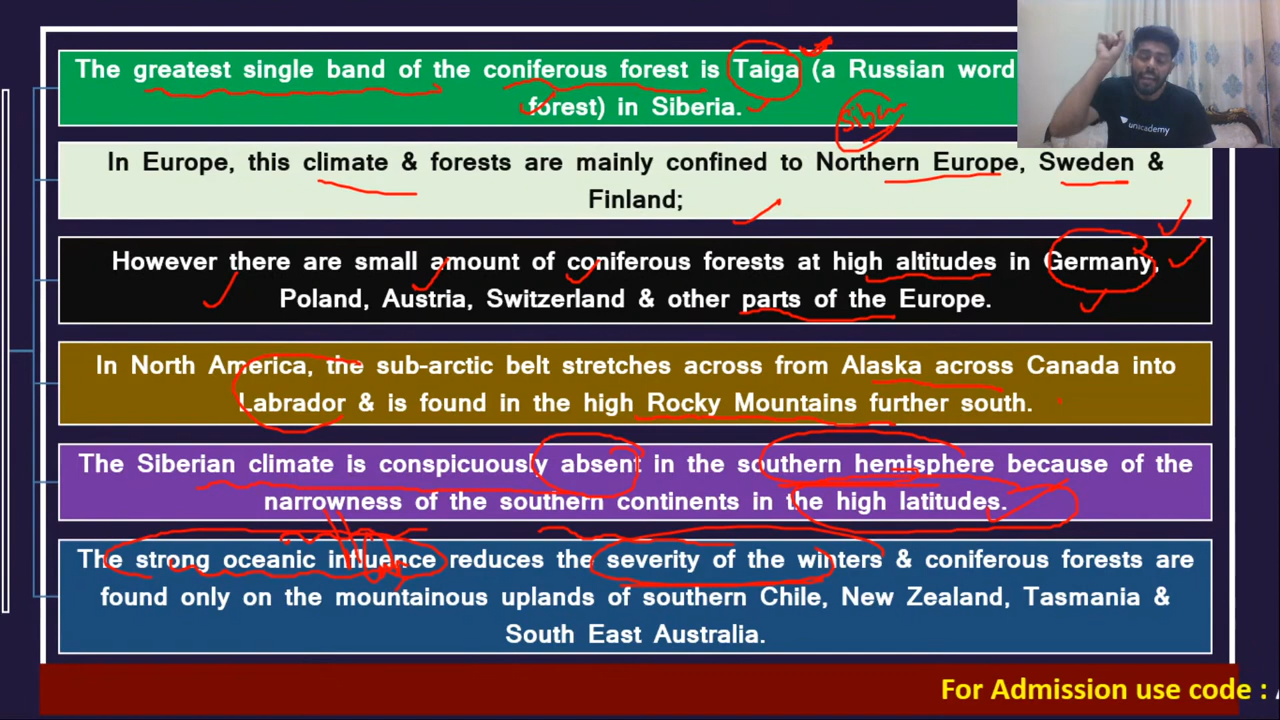 The greatest single band of the coniferous forest is Taiga (a Russian word
forest) in Siberia.
unacademy
In Europe, this climate & forests are mainly confined to Northern Europe, Sweden &
Finland;
However there are small amount of coniferous forests at high altitudes in Germany,
Poland, Austria, Switzerland & other parts of the Europe.
In North America, the sub-arctic belt stretches across from Alaska across Canada into
Labrador & is found in the high Rocky Mountains further south.
The Siberian climate is conspicuously absent in the southern hemisphere because of the
narrowness of the southern continents in the high latitudes.
The strong oceanic influence reduces the severity of the winters & coniferous forests are
found only on the mountainous uplands of southern Chile, New Zealand, Tasmania &
South East Australia.
For Admission use code :